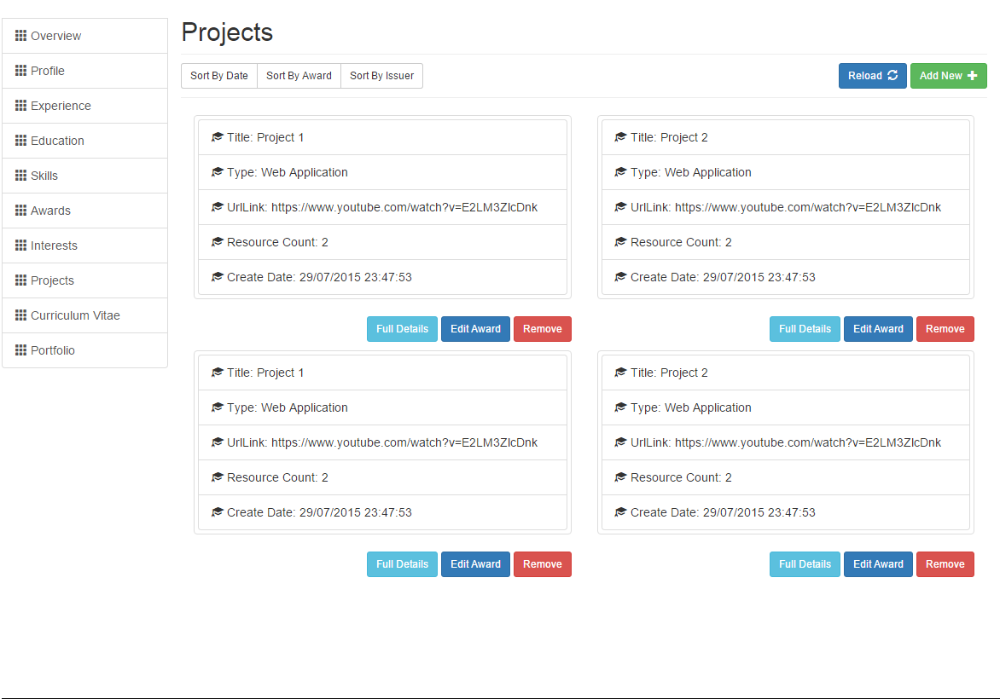 Overview
Profile
Experience
Education
Skills
Awards
Interests
Projects
Curriculum Vitae
Portfolio
Projects
Sort By Date Sort By Award Sort By Issuer Reload Add New
Title: Project 1
Type: Web Application
UrlLink: https://www.youtube.com/watch?v=E2LM3ZlcDnk
Resource Count: 2
Create Date: 29/07/2015 23:47:53
Full Details Edit Award Remove
Title: Project 2
Type: Web Application
UrlLink: https://www.youtube.com/watch?v=E2LM3ZlcDnk
Resource Count: 2
Create Date: 29/07/2015 23:47:53
Full Details Edit Award Remove
Title: Project 1
Type: Web Application
UrlLink: https://www.youtube.com/watch?v=E2LM3ZlcDnk
Resource Count: 2
Create Date: 29/07/2015 23:47:53
Full Details Edit Award Remove
Title: Project 2
Type: Web Application
UrlLink: https://www.youtube.com/watch?v=E2LM3ZlcDnk
Resource Count: 2
Create Date: 29/07/2015 23:47:53
Full Details Edit Award Remove